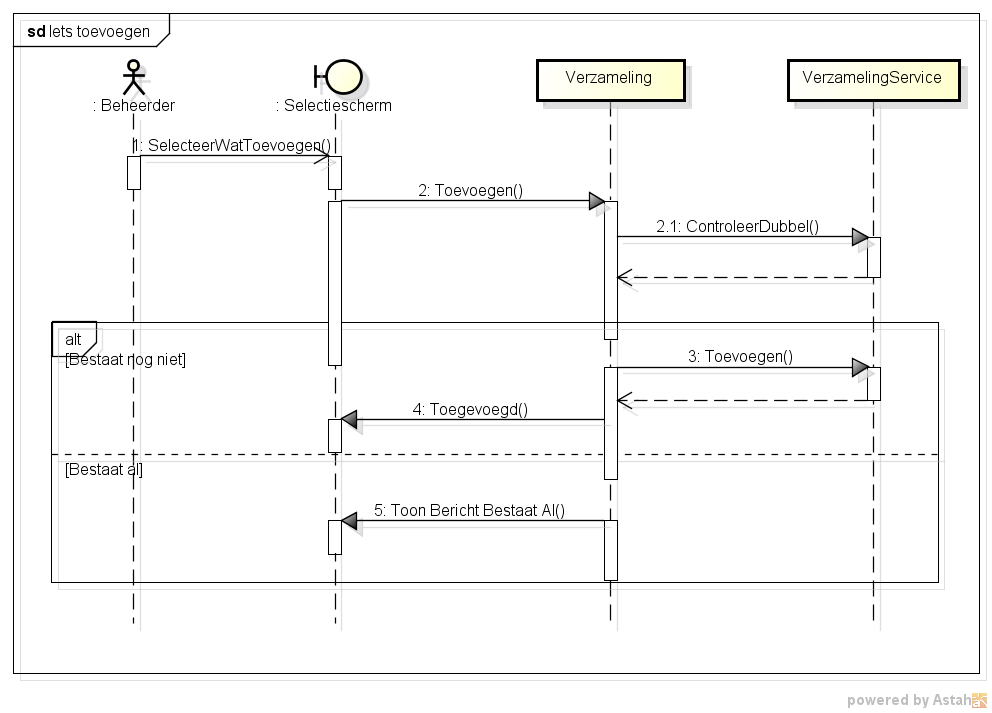 sd Iets toevoegen
: Beheerder
: Selectiescherm
Verzameling
VerzamelingService
1: SelecteerWatToevoegen()
2: Toevoegen()
2.1: ControleerDubbel()
alt
[Bestaat nog niet]
3: Toevoegen()
4: Toegevoegd()
[Bestaat al]
5: Toon Bericht Bestaat Al()
powered by Astah